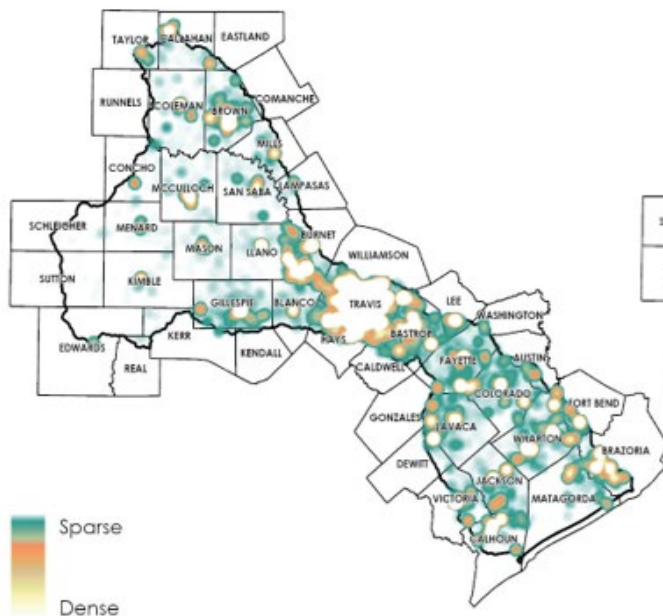 TAYLOR
CALLAHAN
EASTLAND
RUNNELS
COLEMAN
BROWN
COMANCHE
MILLS
CONCHO
MCCULLOCH
SAN SABA
LAMPASAS
SCHLEIGHER
MENARD
BURNET
MASON
LLANO
WILLIAMSON
SUTTON
KIMBLE
GILLESPIE
BLANCO
TRAVIS
LEE
WASHINGTON
BASTROP
HAYS
EDWARDS
KERR
REAL
KENDALL
CALDWELL
FAYETTE
AUSTIN
COLORADO
FORT BEND
GONZALES
LAVACA
WHARTON
BRAZORIA
DEWITT
JACKSON
VICTORIA
MATAGORDA
CALHOUN
Sparse
Dense